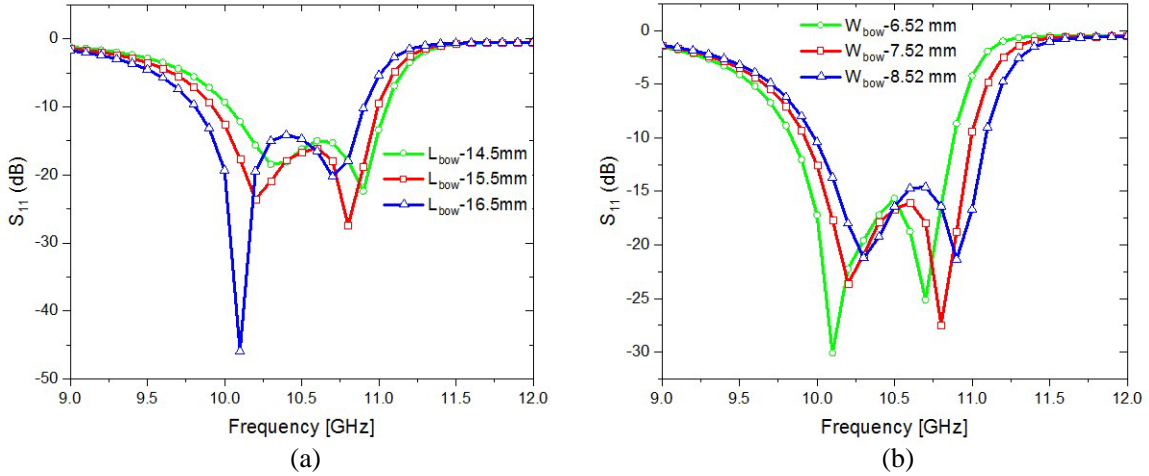 0
-10
-20
-30
-40
-50
S11 (dB)
9.0 9.5 10.0 10.5 11.0 11.5 12.0
Frequency [GHz]
Lbow-14.5mm
Lbow-15.5mm
Lbow-16.5mm
(a)
0
-5
-10
-15
-20
-25
-30
S11 (dB)
9.0 9.5 10.0 10.5 11.0 11.5 12.0
Frequency [GHz]
Wbow-6.52 mm
Wbow-7.52 mm
Wbow-8.52 mm
(b)